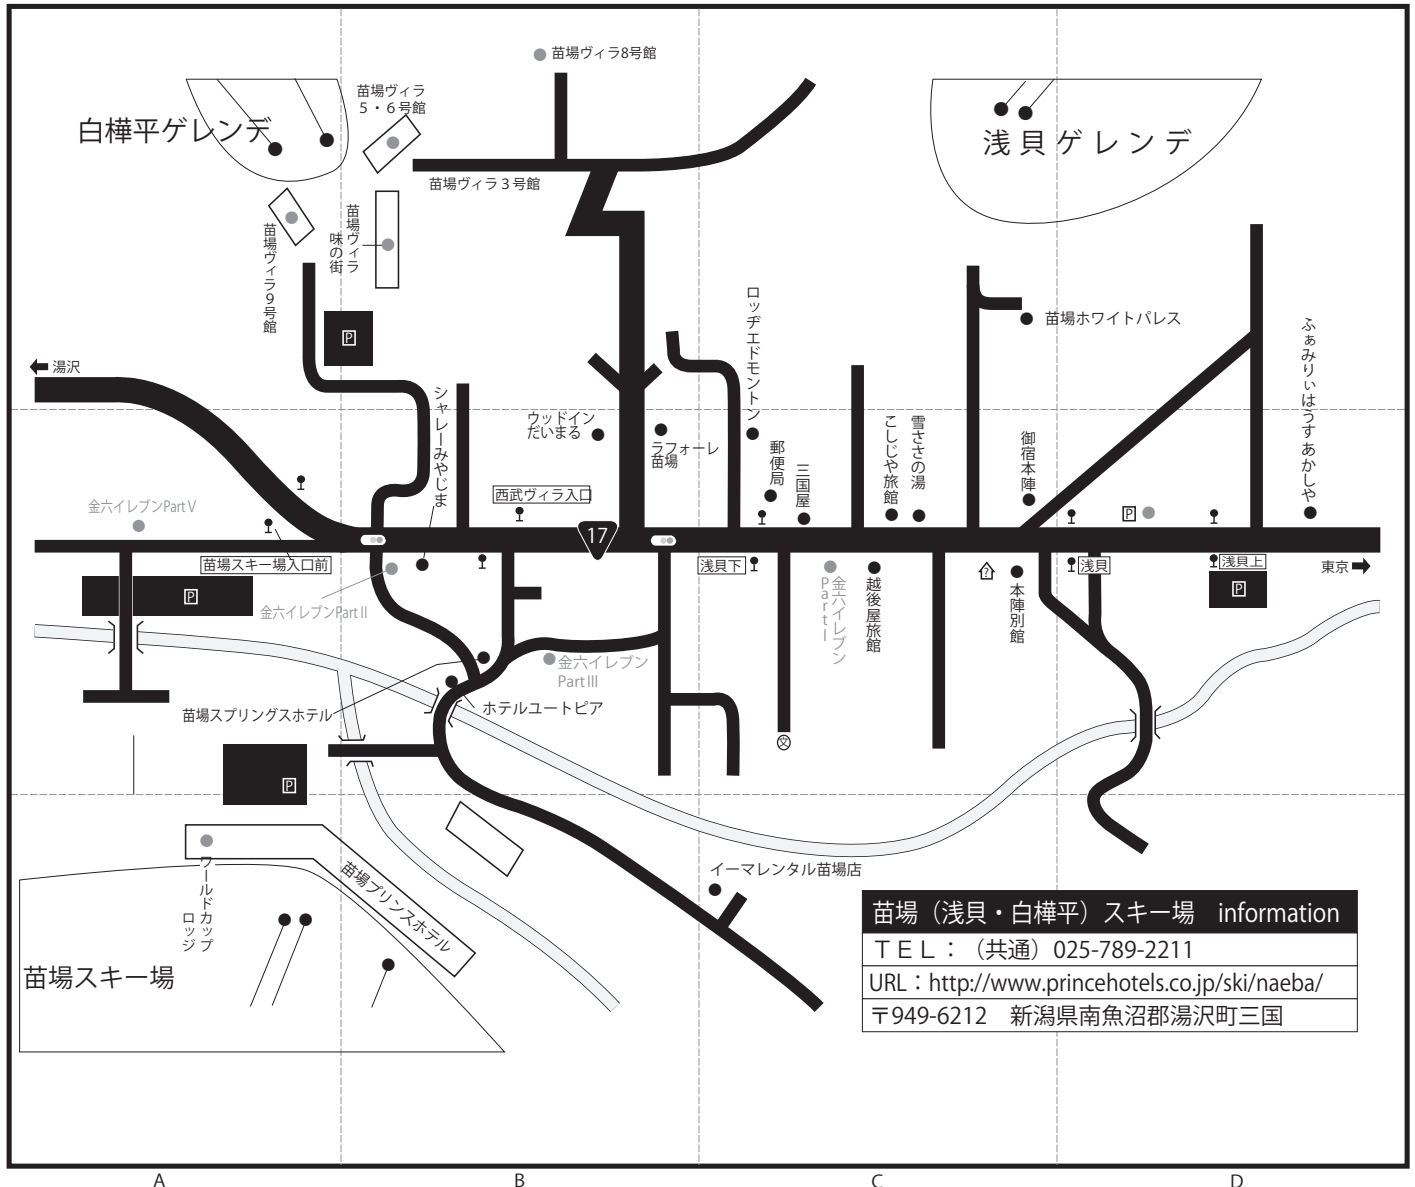 苗場ヴィラ8号館
苗場ヴィラ
5・6号館
白樺平ゲレンデ
浅貝ゲレンデ
苗場ヴィラ3号館
苗場ヴィラ
味の街
苗場ヴィラ9号館
P
湯沢
シャレーみやじま
ウッドイン
だいまる
ラフォーレ
苗場
ロッヂエドモントン
郵便局
三国屋
こしじや旅館
雪ささの湯
苗場ホワイトパレス
御宿本陣
ふぁみりぃはうすあかしや
金六イレブンPartⅤ
西武ヴィラ入口
17
P
苗場スキー場入口前
浅貝下
浅貝
浅貝上
東京
P
P
金六イレブンPartⅡ
金六イレブン
PartⅠ
越後屋旅館
?
本陣別館
金六イレブン
PartⅢ
苗場スプリングスホテル
ホテルユートピア
文
P
ワールドカップ
ロッジ
苗場プリンスホテル
イーマレンタル苗場店
苗場スキー場
苗場（浅貝・白樺平）スキー場　information
ＴＥＬ：（共通）025-789-2211
URL：http://www.princehotels.co.jp/ski/naeba/
〒949-6212　新潟県南魚沼郡湯沢町三国
A
B
C
D